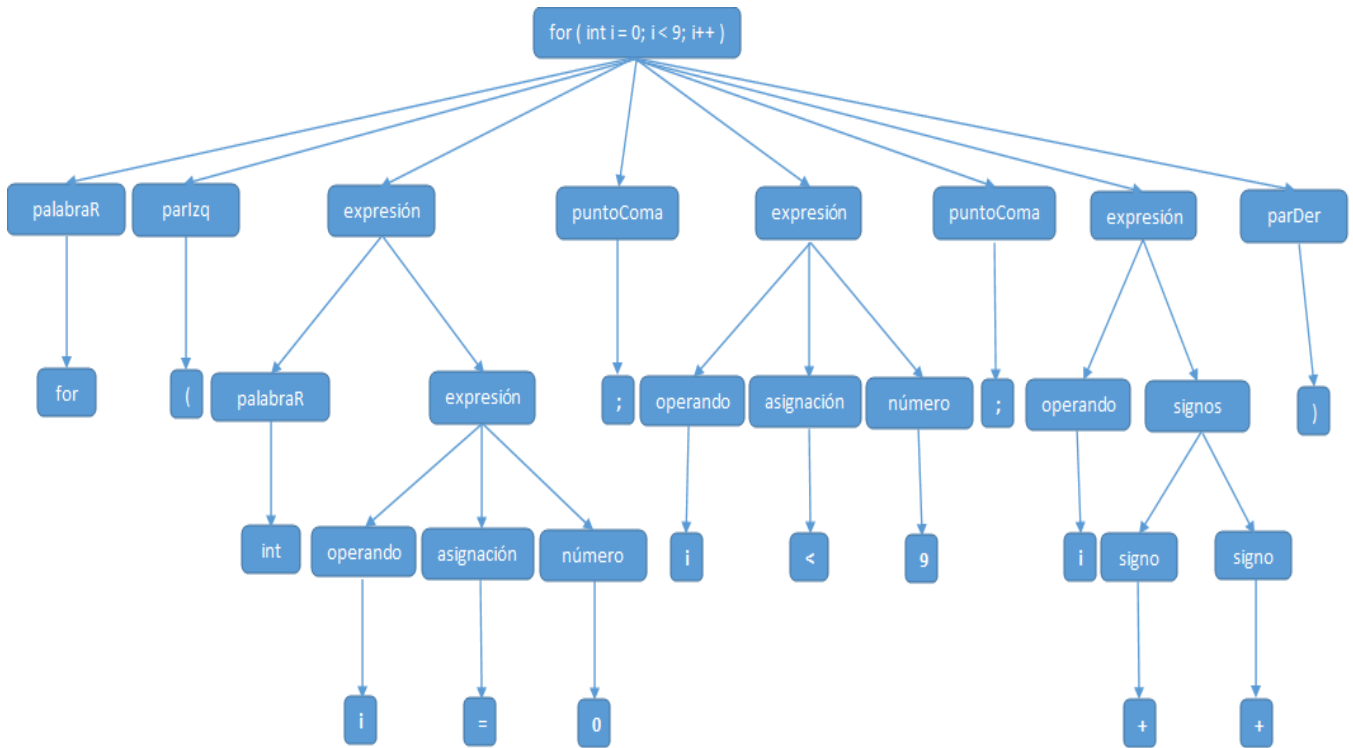 for ( int i = 0; i < 9; i++ )
palabraR
parIzq
expresión
puntoComa
expresión
puntoComa
expresión
parDer
for
(
palabraR
expresión
;
operando
asignación
número
;
operando
signos
)
int
operando
asignación
número
i
<
9
i
signo
signo
i
=
0
+
+